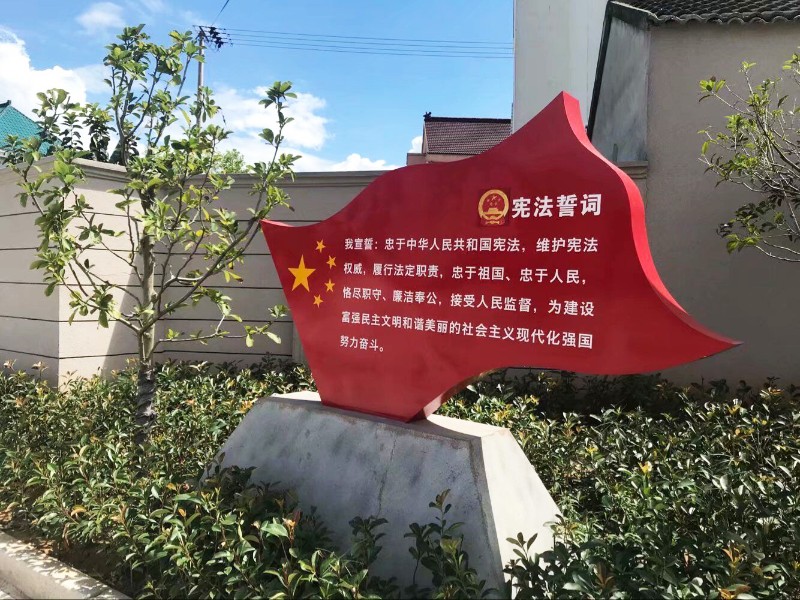 宪法誓词
我宣誓：忠于中华人民共和国宪法，维护宪法
权威，履行法定职责，忠于祖国、忠于人民，
恪尽职守、廉洁奉公，接受人民监督，为建设
富强民主文明和谐美丽的社会主义现代化强国
努力奋斗。